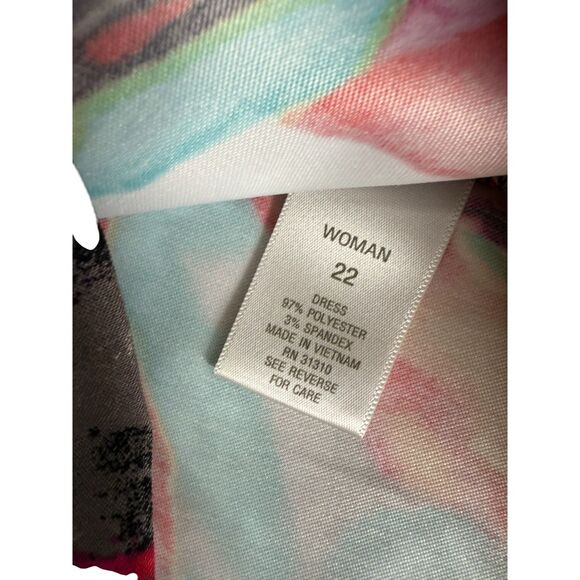 WOMAN
22
DRESS
97% POLYESTER
3% SPANDEX
MADE IN VIETNAM
RN 31310
SEE REVERSE
FOR CARE